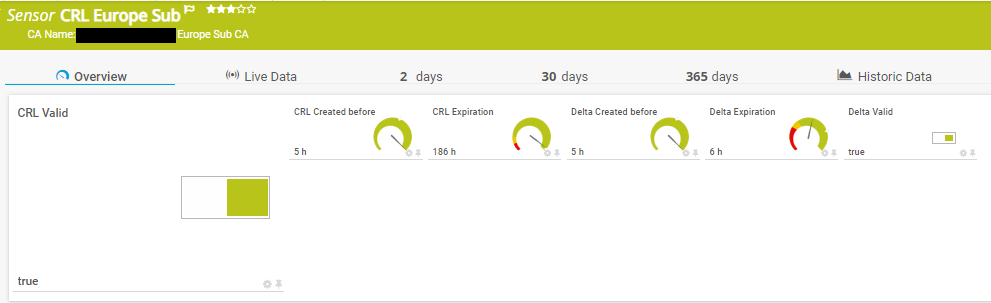 Sensor CRL Europe Sub
CA Name: Europe Sub CA
Overview Live Data 2 days 30 days 365 days Historic Data
CRL Valid
true
CRL Created before
5 h
CRL Expiration
186 h
Delta Created before
5 h
Delta Expiration
6 h
Delta Valid
true